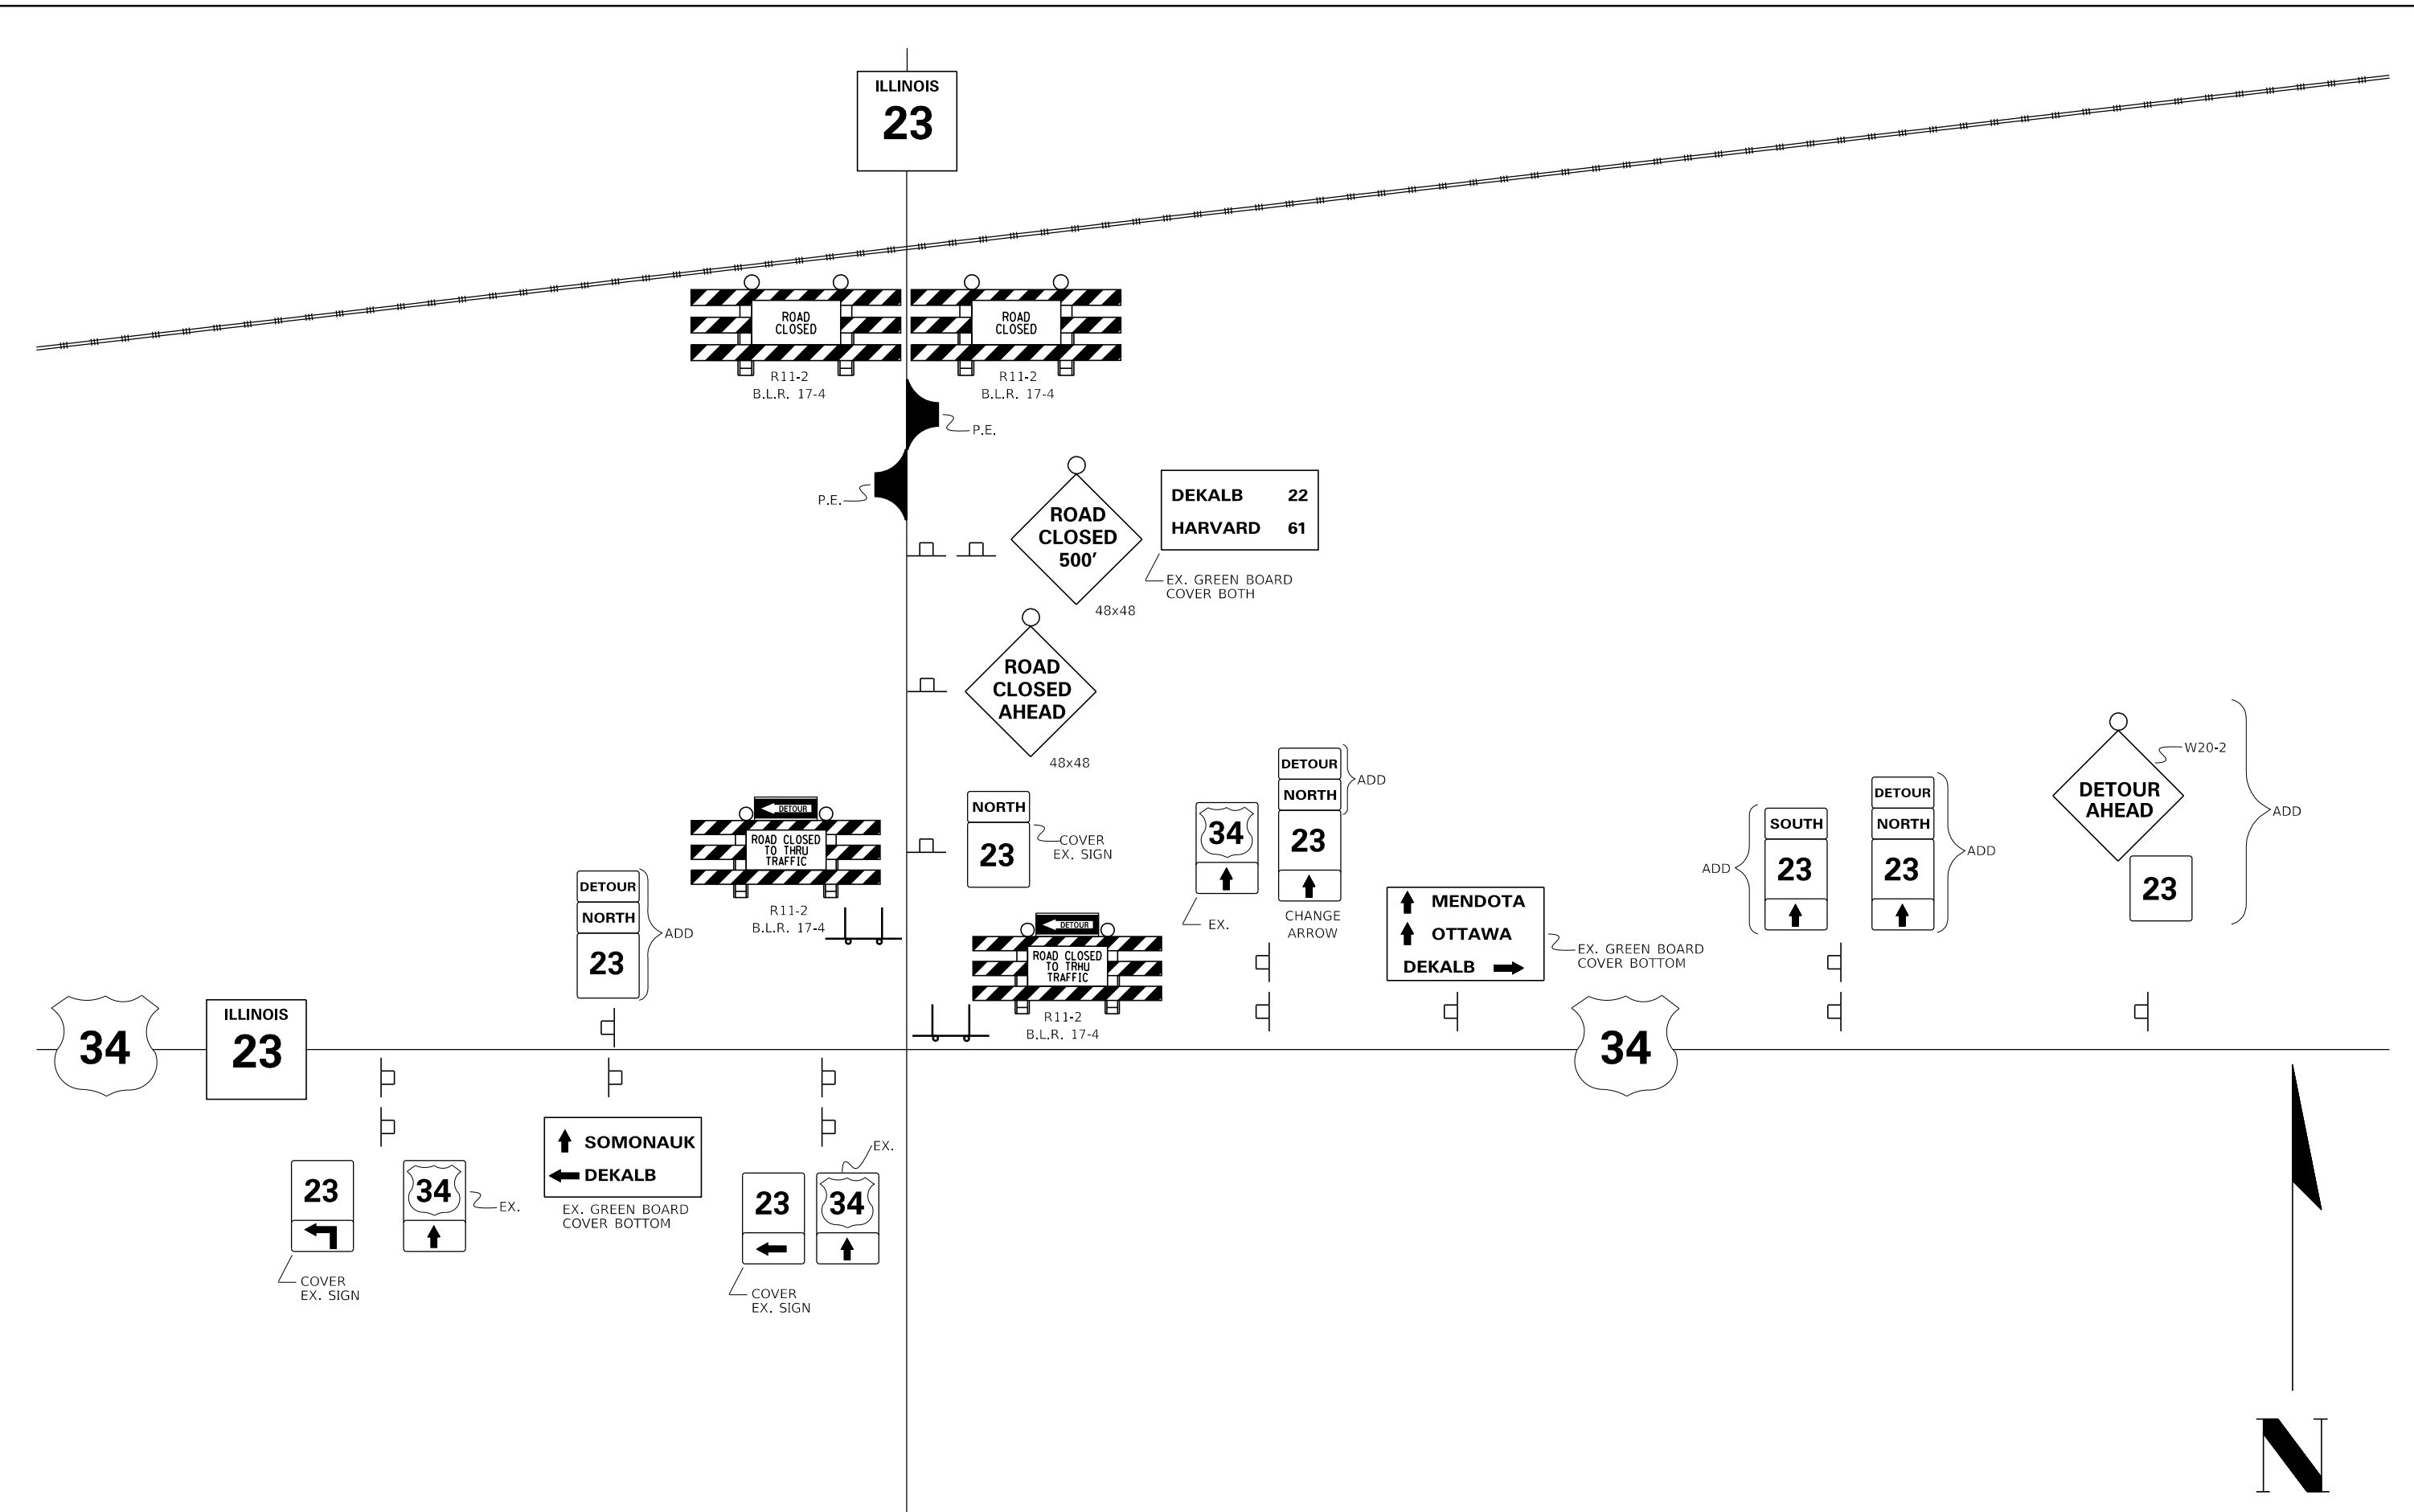 ILLINOIS
23
ROAD
CLOSED
R11-2
B.L.R. 17-4
ROAD
CLOSED
R11-2
B.L.R. 17-4
P.E.
P.E.
ROAD
CLOSED
500'
48x48
DEKALB 22
HARVARD 61
EX. GREEN BOARD
COVER BOTH
ROAD
CLOSED
AHEAD
48x48
DETOUR
ROAD CLOSED
TO THRU
TRAFFIC
R11-2
B.L.R. 17-4
NORTH
23
COVER
EX. SIGN
DETOUR
ROAD CLOSED
TO TRHU
TRAFFIC
R11-2
B.L.R. 17-4
34
EX.
DETOUR
NORTH
23
ADD
CHANGE
ARROW
MENDOTA
OTTAWA
DEKALB
EX. GREEN BOARD
COVER BOTTOM
ADD
SOUTH
23
DETOUR
NORTH
23
ADD
DETOUR
AHEAD
W20-2
23
ADD
DETOUR
NORTH
23
ADD
34
ILLINOIS
23
34
23
COVER
EX. SIGN
34
EX.
SOMONAUK
DEKALB
EX. GREEN BOARD
COVER BOTTOM
23
COVER
EX. SIGN
34
EX.
N